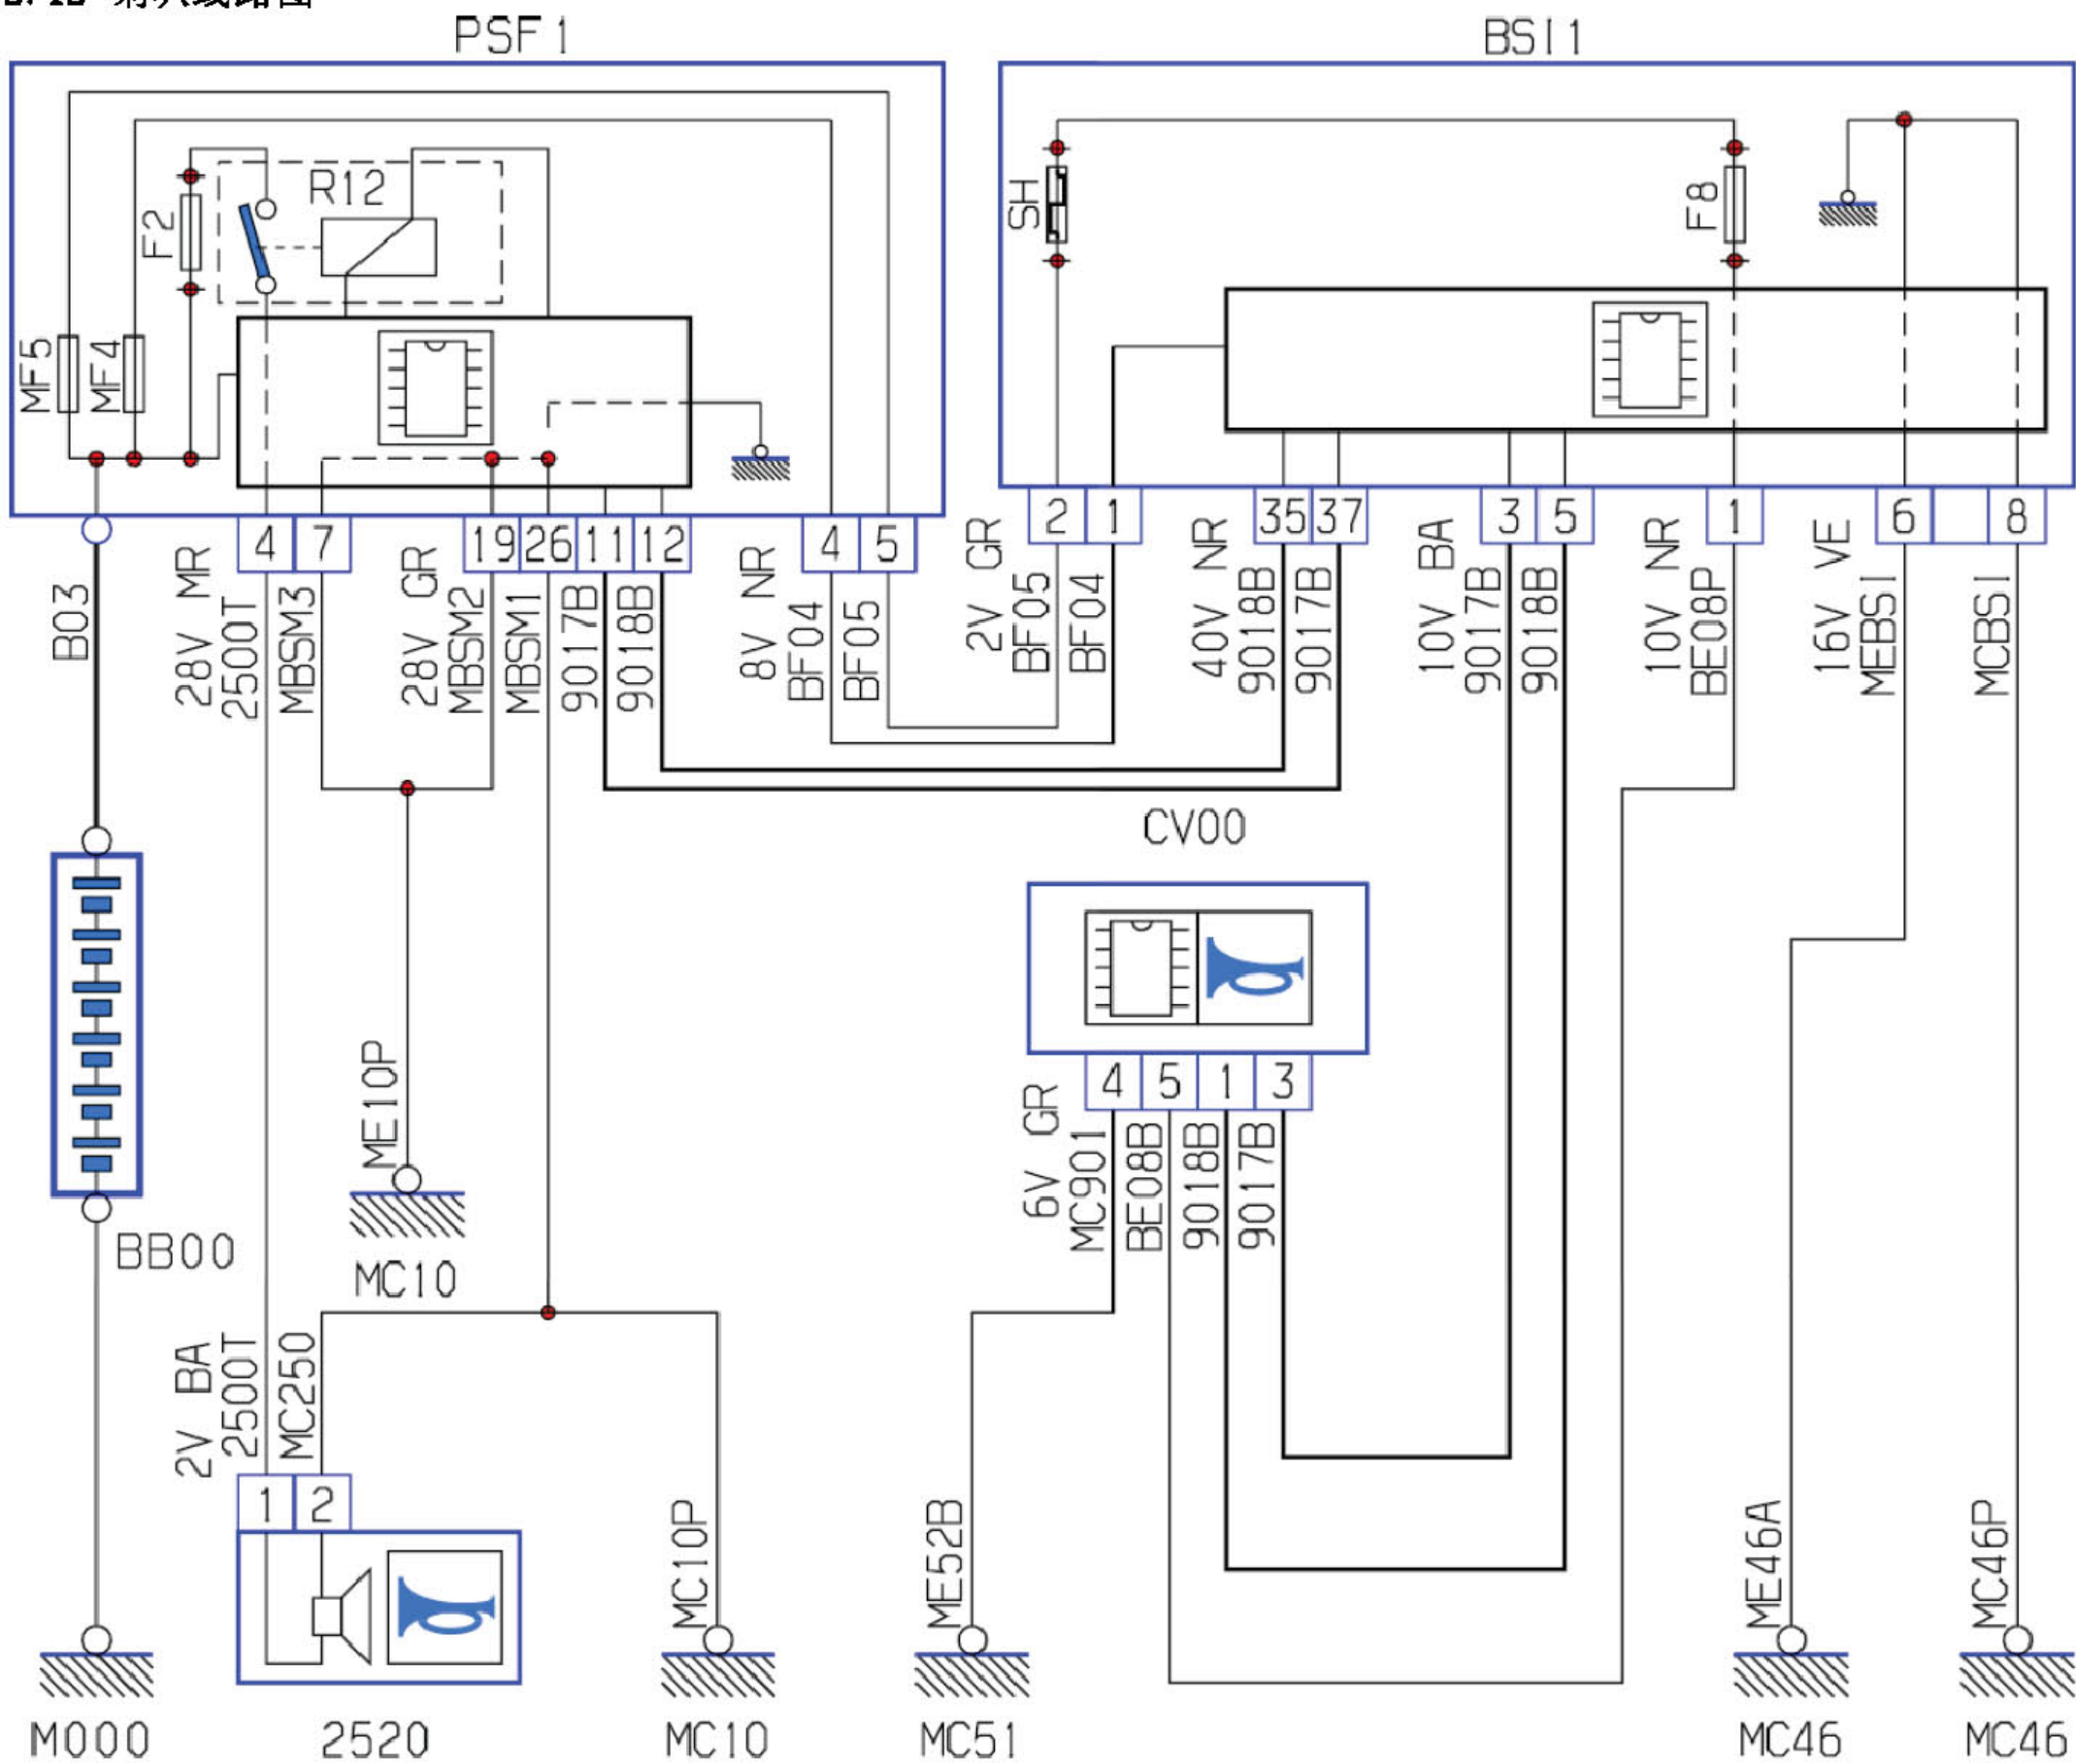 PSF1
BSI1
R12
F2
MF5
MF4
SH
F8
4 7 19 26 11 12 4 5
2 1 35 37 3 5 1 6 8
B03
28V MR
2500T
MBSM3
28V GR
MBSM2
MBSM1
9017B
9018B
8V NR
BF04
BF05
2V GR
BF05
BF04
40V NR
9018B
9017B
10V BA
9017B
9018B
10V NR
BE08P
16V VE
MEBSI
MCBSI
CV00
4 5 1 3
6V GR
MC901
BE08B
9018B
9017B
ME10P
MC10
BB00
2V BA
2500T
MC250
1 2
MC10P
ME52B
ME46A
MC46P
M000
2520
MC10
MC51
MC46
MC46